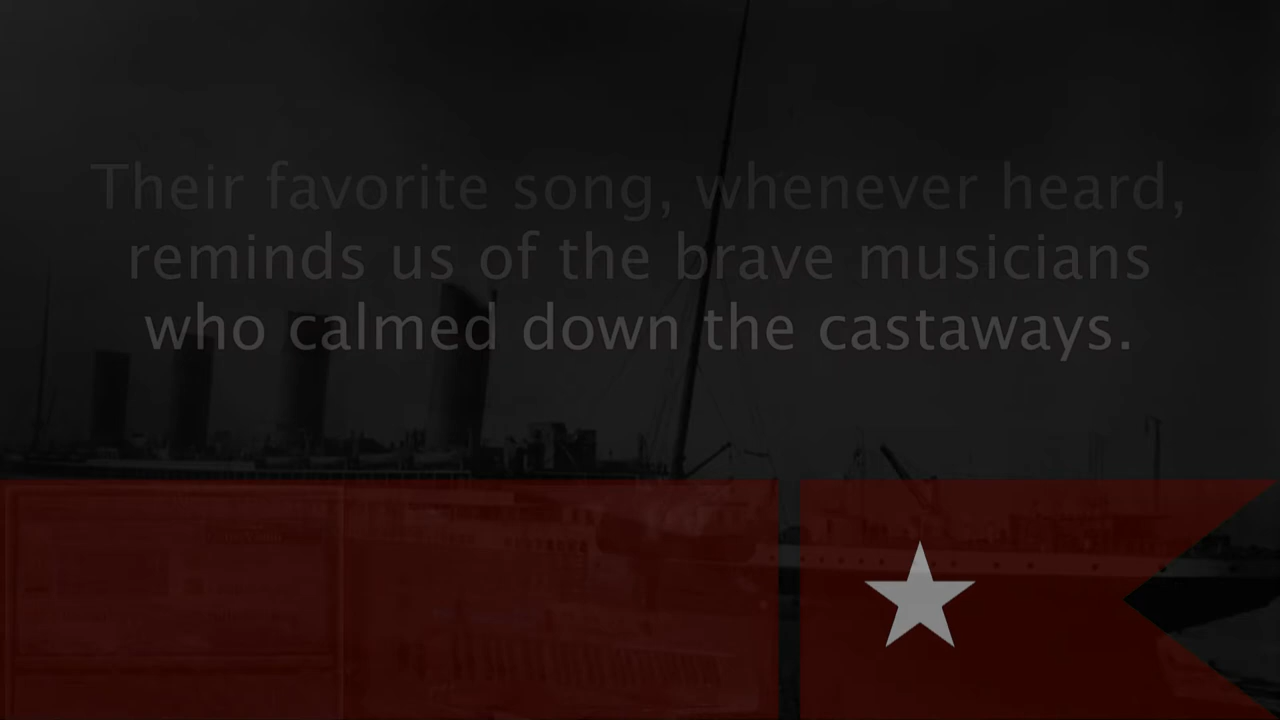 Their favorite song, whenever heard,
reminds us of the brave musicians
who calmed down the castaways.